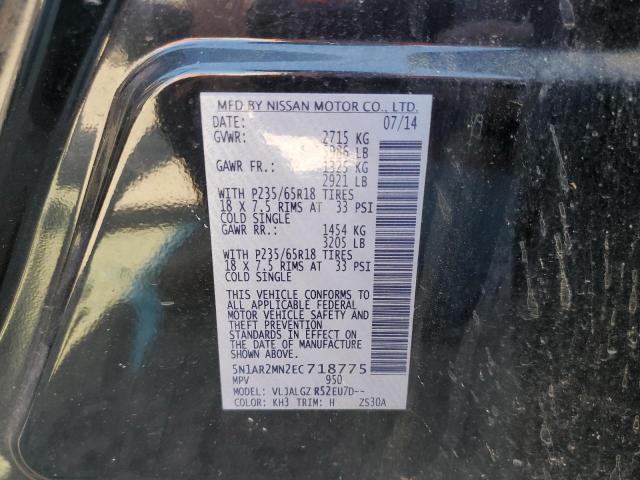 MFD.BY NISSAN MOTOR CO., LTD.
DATE: 07/14
GVWR: 2715 KG
LB
GAWR FR.: 1325 KG
2921 LB
WITH P235/65R18 TIRES
18 X 7.5 RIMS AT 33 PSI
COLD SINGLE
GAWR RR.: 1454 KG
3205 LB
WITH P235/65R18 TIRES
18 X 7.5 RIMS AT 33 PSI
COLD SINGLE
THIS VEHICLE CONFORMS TO
ALL APPLICABLE FEDERAL
MOTOR VEHICLE SAFETY AND
THEFT PREVENTION
STANDARDS IN EFFECT ON
THE DATE OF MANUFACTURE
SHOWN ABOVE.
5N1AR2MN2EC718775
MPV 950
MODEL: VLJALGZ R52EU7D--
COLOR: KH3 TRIM: H ZS30A